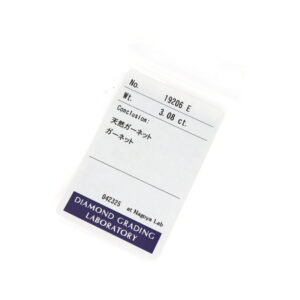 No. 19206 E
Wt. 3.08 ct.
Conclusion:
天然ガーネット
ガーネット
042325 at Nagoya Lab
DIAMOND GRADING
LABORATORY